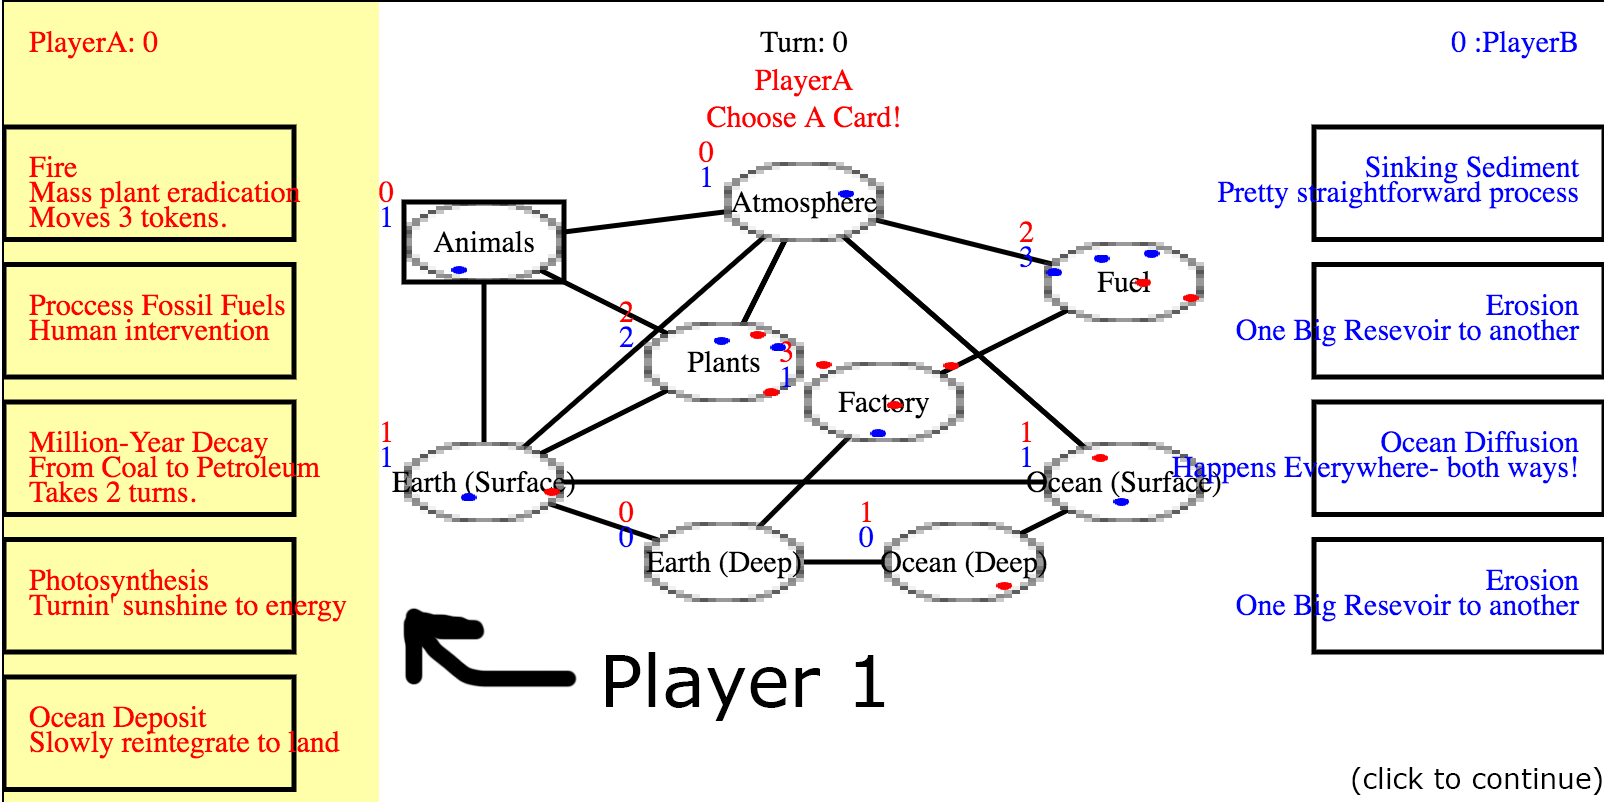 PlayerA: 0
Turn: 0
0 :PlayerB
PlayerA
Choose A Card!
Fire
Mass plant eradication
Moves 3 tokens.
Proccess Fossil Fuels
Human intervention
Million-Year Decay
From Coal to Petroleum
Takes 2 turns.
Photosynthesis
Turnin' sunshine to energy
Ocean Deposit
Slowly reintegrate to land
0
1
Animals
0
1
Atmosphere
2
3
Fuel
2
2
Plants
3
1
Factory
1
1
Earth (Surface)
1
1
Ocean (Surface)
0
0
Earth (Deep)
1
0
Ocean (Deep)
Player 1
Sinking Sediment
Pretty straightforward process
Erosion
One Big Resevoir to another
Ocean Diffusion
Happens Everywhere- both ways!
Erosion
One Big Resevoir to another
(click to continue)